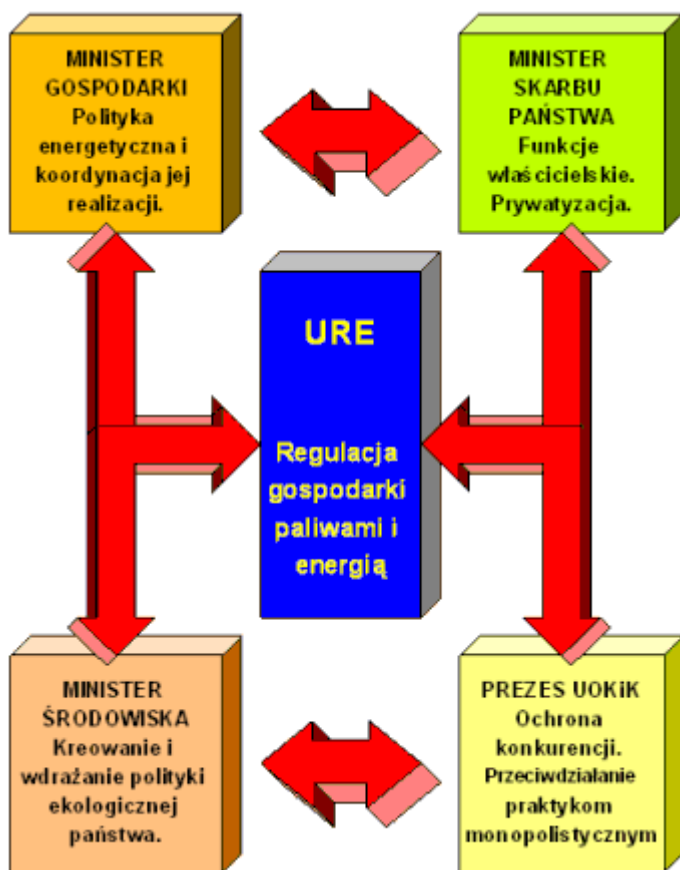 MINISTER
GOSPODARKI
Polityka
energetyczna i
koordynacja jej
realizacji.
MINISTER
SKARBU
PAŃSTWA
Funkcje
właścicielskie.
Prywatyzacja.
URE
Regulacja
gospodarki
paliwami i
energią
MINISTER
ŚRODOWISKA
Kreowanie i
wdrażanie polityki
ekologicznej
państwa.
PREZES UOKiK
Ochrona
konkurencji.
Przeciwdziałanie
praktykom
monopolistycznym